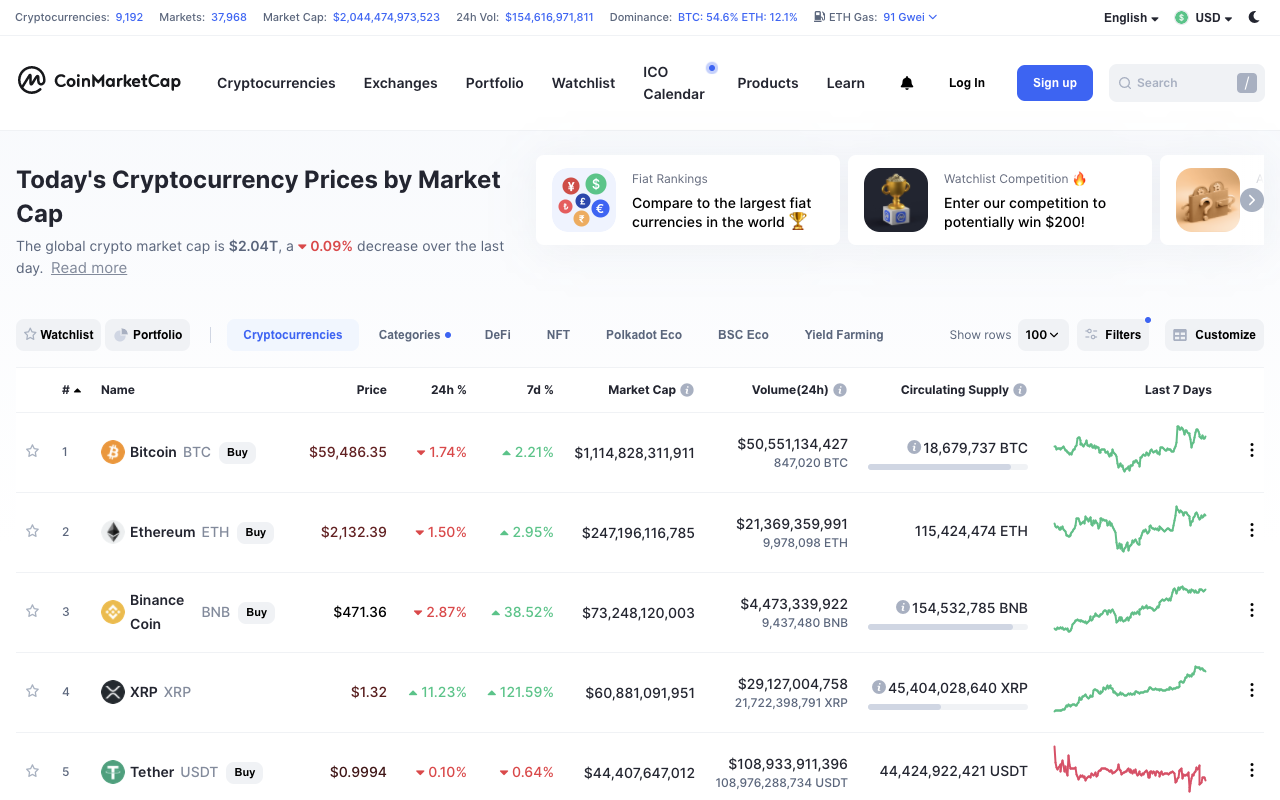 Cryptocurrencies: 9,192 Markets: 37,968 Market Cap: $2,044,474,973,523 24h Vol: $154,616,971,811 Dominance: BTC: 54.6% ETH: 12.1% ETH Gas: 91 Gwei English USD
CoinMarketCap Cryptocurrencies Exchanges Portfolio Watchlist ICO Calendar Products Learn Log In Sign up Search /
Today's Cryptocurrency Prices by Market
Cap
The global crypto market cap is $2.04T, a 0.09% decrease over the last
day. Read more
Fiat Rankings
Compare to the largest fiat
currencies in the world 🏆
Watchlist Competition 🔥
Enter our competition to
potentially win $200!
Watchlist Portfolio Cryptocurrencies Categories DeFi NFT Polkadot Eco BSC Eco Yield Farming Show rows 100 Filters Customize
# Name Price 24h % 7d % Market Cap Volume(24h) Circulating Supply Last 7 Days
1 Bitcoin BTC Buy $59,486.35 1.74% 2.21% $1,114,828,311,911 $50,551,134,427 18,679,737 BTC
847,020 BTC
2 Ethereum ETH Buy $2,132.39 1.50% 2.95% $247,196,116,785 $21,369,359,991 115,424,474 ETH
9,978,098 ETH
3 Binance Coin BNB Buy $471.36 2.87% 38.52% $73,248,120,003 $4,473,339,922 154,532,785 BNB
9,437,480 BNB
4 XRP XRP $1.32 11.23% 121.59% $60,881,091,951 $29,127,004,758 45,404,028,640 XRP
21,722,398,791 XRP
5 Tether USDT Buy $0.9994 0.10% 0.64% $44,407,647,012 $108,933,911,396 44,424,922,421 USDT
108,976,288,734 USDT